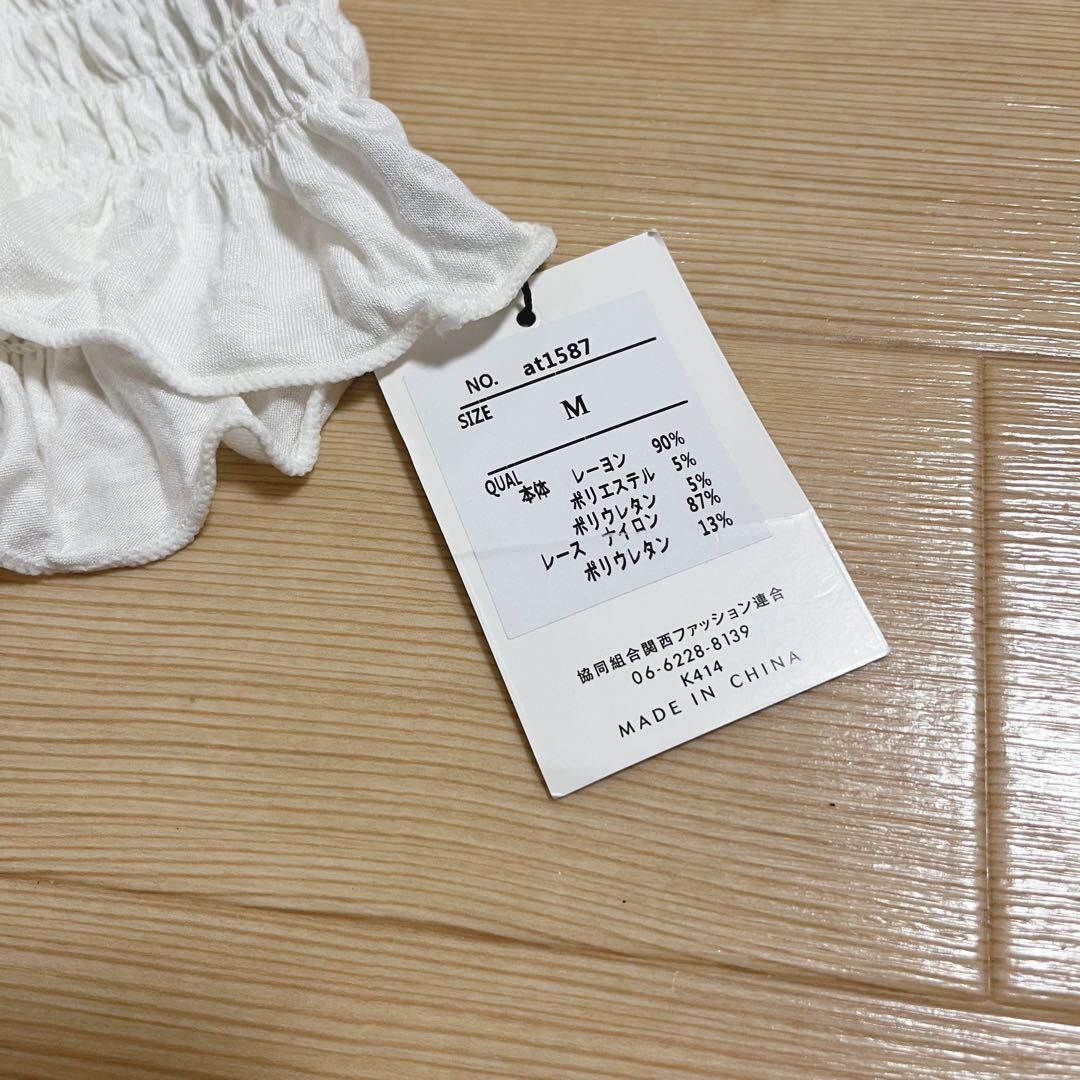 NO. at1587
SIZE M
QUAL
本体 レーヨン 90%
ポリエステル 5%
ポリウレタン 5%
レース ナイロン 87%
ポリウレタン 13%
協同組合関西ファッション連合
06-6228-8139
K414
MADE IN CHINA